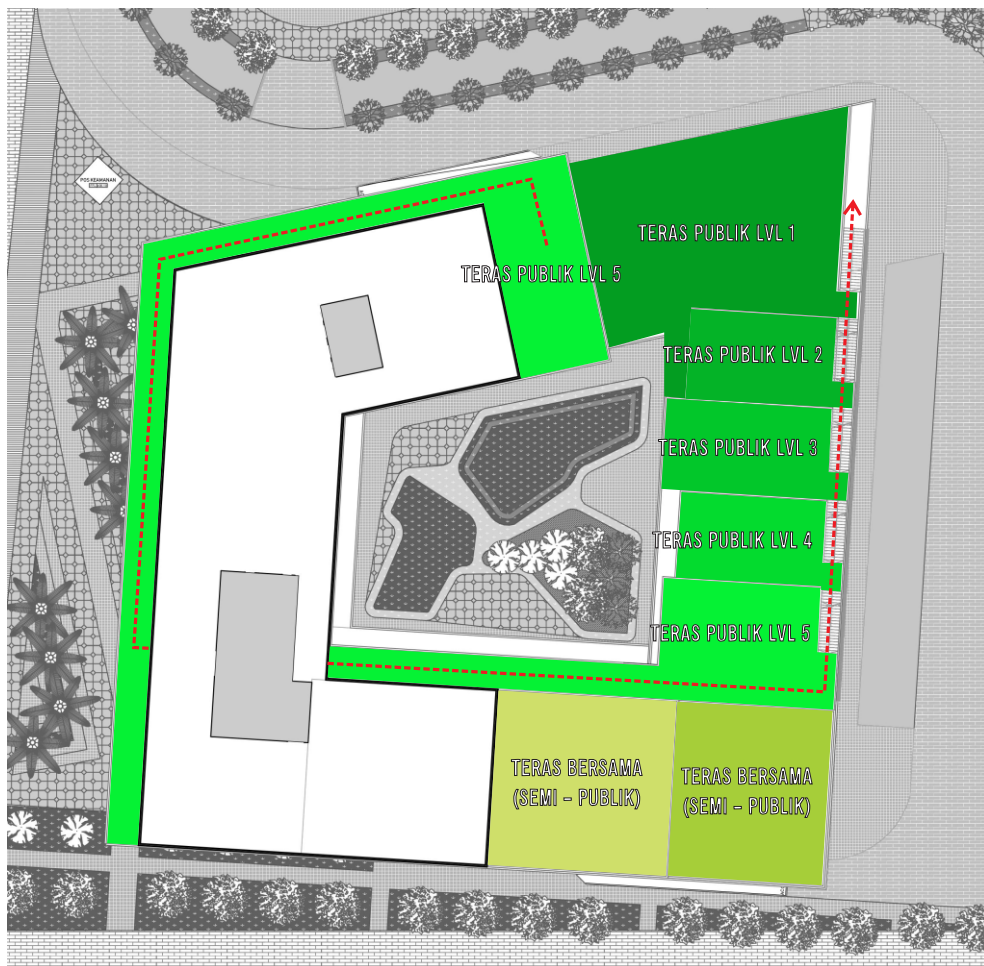 POS KEAMANAN
TERAS PUBLIK LVL 1
TERAS PUBLIK LVL 5
TERAS PUBLIK LVL 2
TERAS PUBLIK LVL 3
TERAS PUBLIK LVL 4
TERAS PUBLIK LVL 5
TERAS BERSAMA
(SEMI – PUBLIK)
TERAS BERSAMA
(SEMI – PUBLIK)